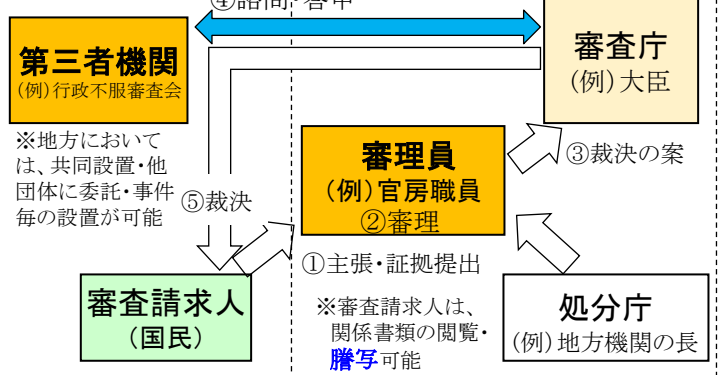 ④諮問・答申
第三者機関
(例)行政不服審査会
審査庁
(例)大臣
※地方において
は、共同設置・他
団体に委託・事件
毎の設置が可能
審理員
(例)官房職員
②審理
③裁決の案
⑤裁決
①主張・証拠提出
審査請求人
(国民)
※審査請求人は、
関係書類の閲覧・
謄写可能
処分庁
(例)地方機関の長